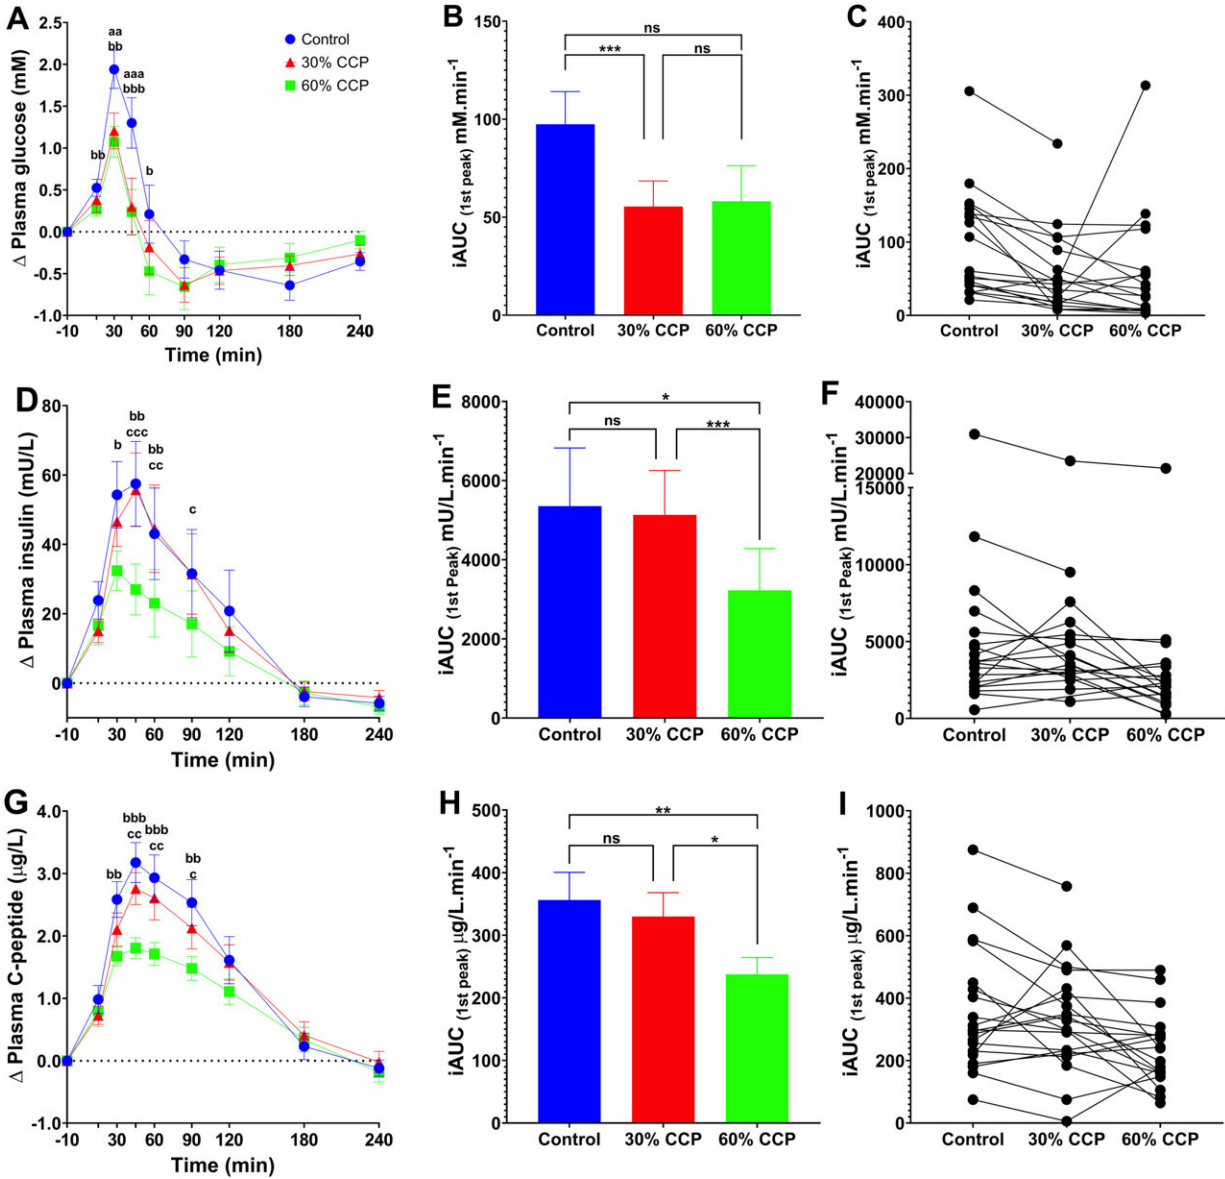 A
Δ Plasma glucose (mM)
2.5
2.0
1.5
1.0
0.5
0.0
-0.5
-1.0
aa
bb
aaa
bbb
bb
b
Control
30% CCP
60% CCP
-10 30 60 90 120 180 240
Time (min)
B
iAUC (1st peak) mM.min-1
150
100
50
0
ns
*** ns
Control 30% CCP 60% CCP
C
iAUC (1st peak) mM.min-1
400
300
200
100
0
Control 30% CCP 60% CCP
D
Δ Plasma insulin (mU/L)
80
60
40
20
0
b
bb
ccc
bb
cc
c
-10 30 60 90 120 180 240
Time (min)
E
iAUC (1st Peak) mU/L.min-1
8000
6000
4000
2000
0
*
ns ***
Control 30% CCP 60% CCP
F
iAUC (1st Peak) mU/L.min-1
40000
30000
20000
15000
10000
5000
0
Control 30% CCP 60% CCP
G
Δ Plasma C-peptide (µg/L)
4.0
3.0
2.0
1.0
0.0
-1.0
bb
bbb
cc
bbb
cc
bb
c
-10 30 60 90 120 180 240
Time (min)
H
iAUC (1st peak) µg/L.min-1
500
400
300
200
100
0
**
ns *
Control 30% CCP 60% CCP
I
iAUC (1st peak) µg/L.min-1
1000
800
600
400
200
0
Control 30% CCP 60% CCP